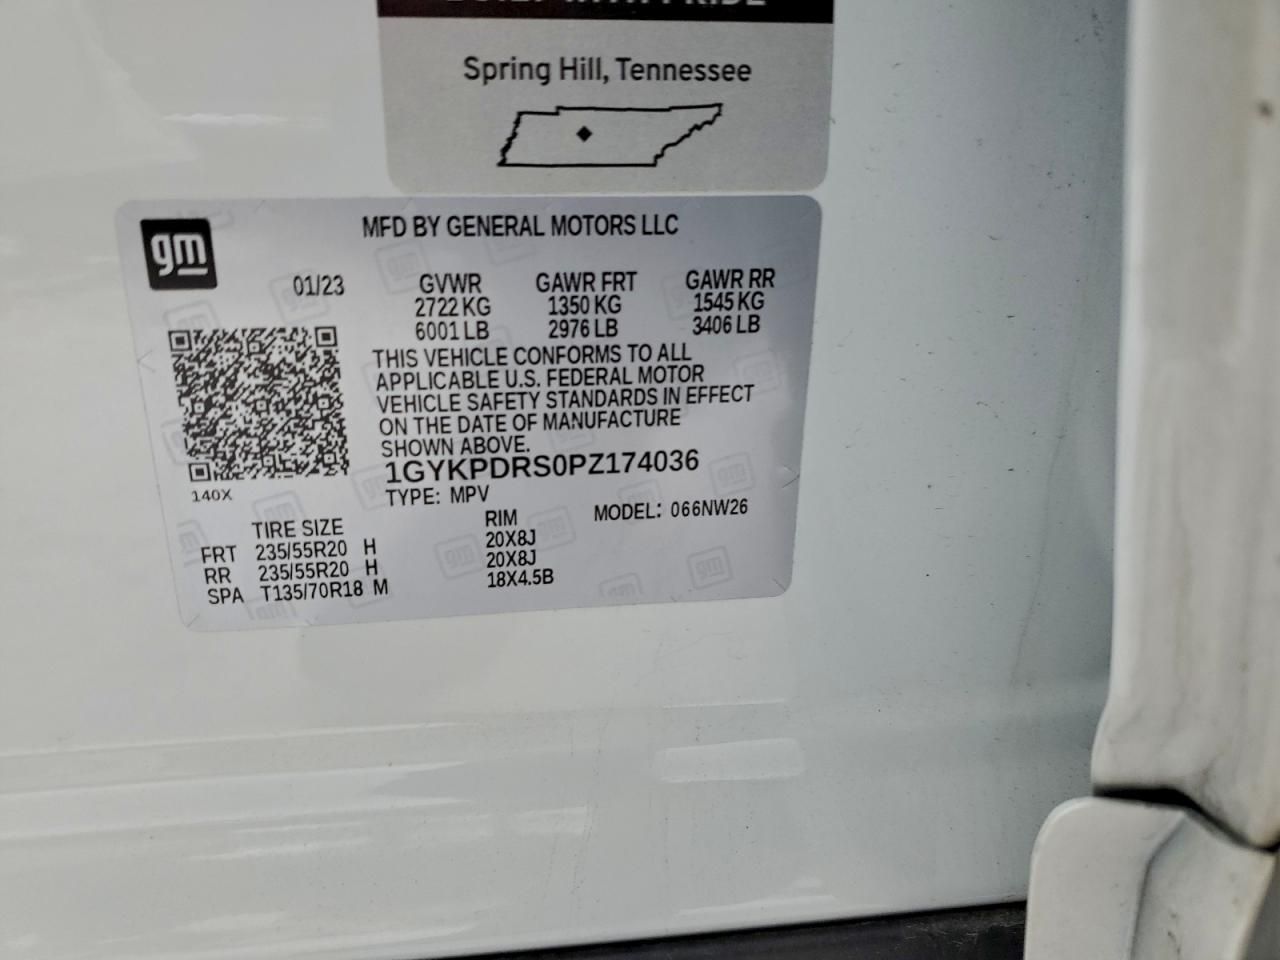 BUILT WITH PRIDE
Spring Hill, Tennessee
gm
MFD BY GENERAL MOTORS LLC
01/23 GVWR GAWR FRT GAWR RR
2722 KG 1350 KG 1545 KG
6001 LB 2976 LB 3406 LB
THIS VEHICLE CONFORMS TO ALL
APPLICABLE U.S. FEDERAL MOTOR
VEHICLE SAFETY STANDARDS IN EFFECT
ON THE DATE OF MANUFACTURE
SHOWN ABOVE.
1GYKPDRS0PZ174036
140X
TYPE: MPV MODEL: 066NW26
TIRE SIZE RIM
FRT 235/55R20 H 20X8J
RR 235/55R20 H 20X8J
SPA T135/70R18 M 18X4.5B